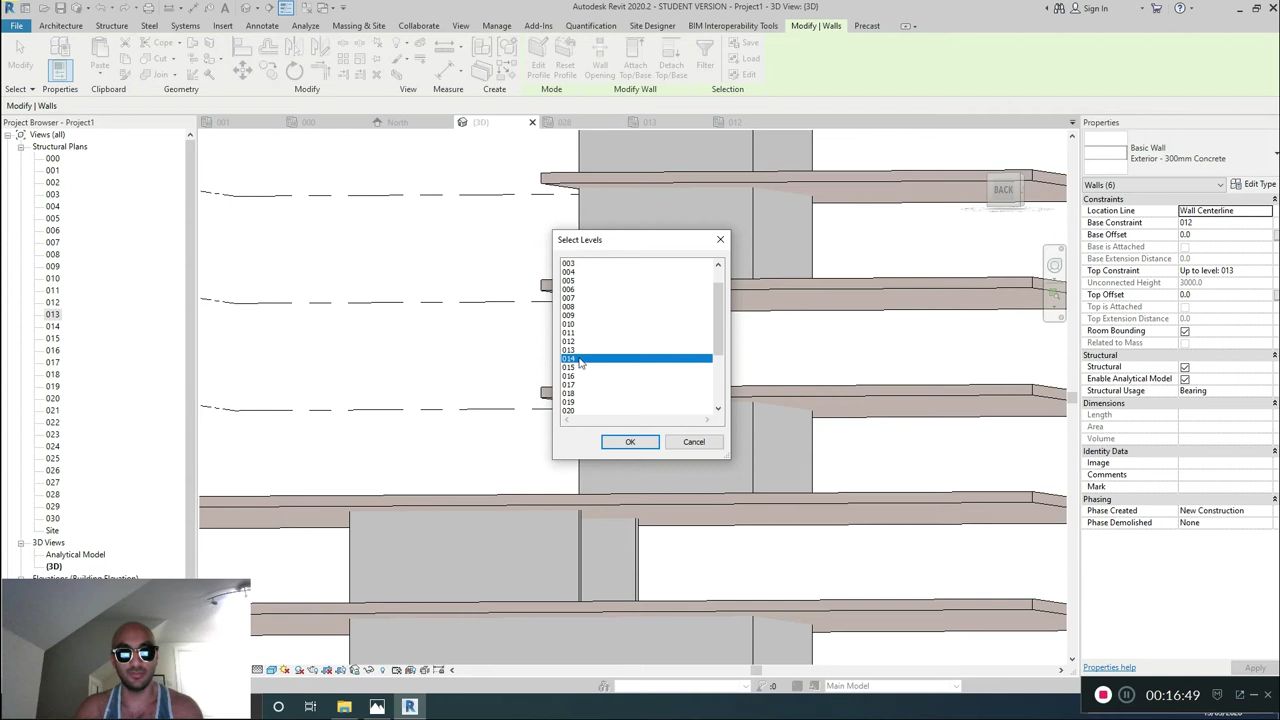 Autodesk Revit 2020.2 - STUDENT VERSION - Project1 - 3D View: {3D}
Sign In
File Architecture Structure Steel Systems Insert Annotate Analyze Massing & Site Collaborate View Manage Add-Ins Quantification Site Designer BIM Interoperability Tools Modify | Walls Precast
Modify
Paste
Cope
Cut
Join
Edit Profile
Reset Profile
Wall Opening
Attach Top/Base
Detach Top/Base
Save
Load
Edit
Select Properties Clipboard Geometry Modify View Measure Create Mode Modify Wall Selection
Modify | Walls
Project Browser - Project1
001 000 North {3D} 028 013 012
Properties
Views (all)
Structural Plans
000
001
002
003
004
005
006
007
008
009
010
011
012
013
014
015
016
017
018
019
020
021
022
023
024
025
026
027
028
029
030
Site
3D Views
Analytical Model
{3D}
Elevations (Building Elevation)
BACK
Select Levels
003
004
005
006
007
008
009
010
011
012
013
014
015
016
017
018
019
020
OK Cancel
Basic Wall
Exterior - 300mm Concrete
Walls (6) Edit Type
Constraints
Location Line Wall Centerline
Base Constraint 012
Base Offset 0.0
Base is Attached
Base Extension Distance 0.0
Top Constraint Up to level: 013
Unconnected Height 3000.0
Top Offset 0.0
Top is Attached
Top Extension Distance 0.0
Room Bounding
Related to Mass
Structural
Structural
Enable Analytical Model
Structural Usage Bearing
Dimensions
Length
Area
Volume
Identity Data
Image
Comments
Mark
Phasing
Phase Created New Construction
Phase Demolished None
Properties help Apply
:0 Main Model
00:16:49